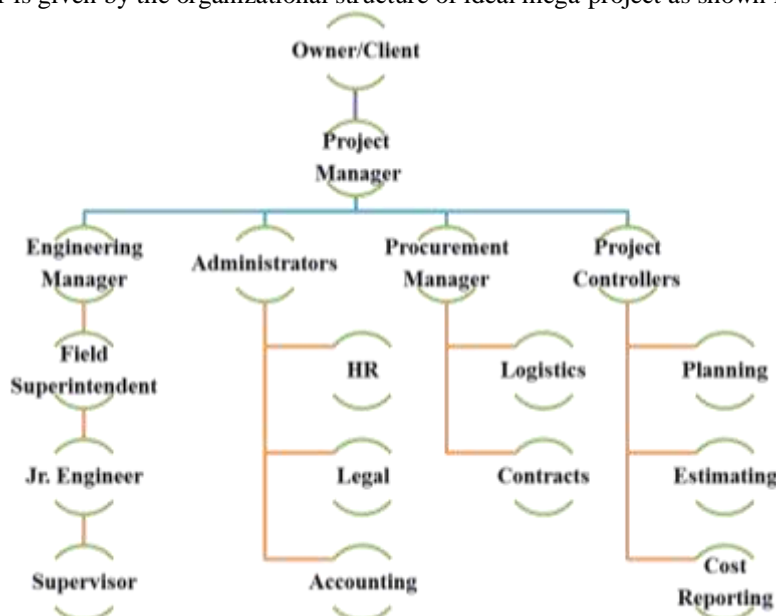 Owner/Client
Project
Manager
Engineering
Manager
Administrators
Procurement
Manager
Project
Controllers
Field
Superintendent
HR
Logistics
Planning
Jr. Engineer
Legal
Contracts
Estimating
Supervisor
Accounting
Cost
Reporting